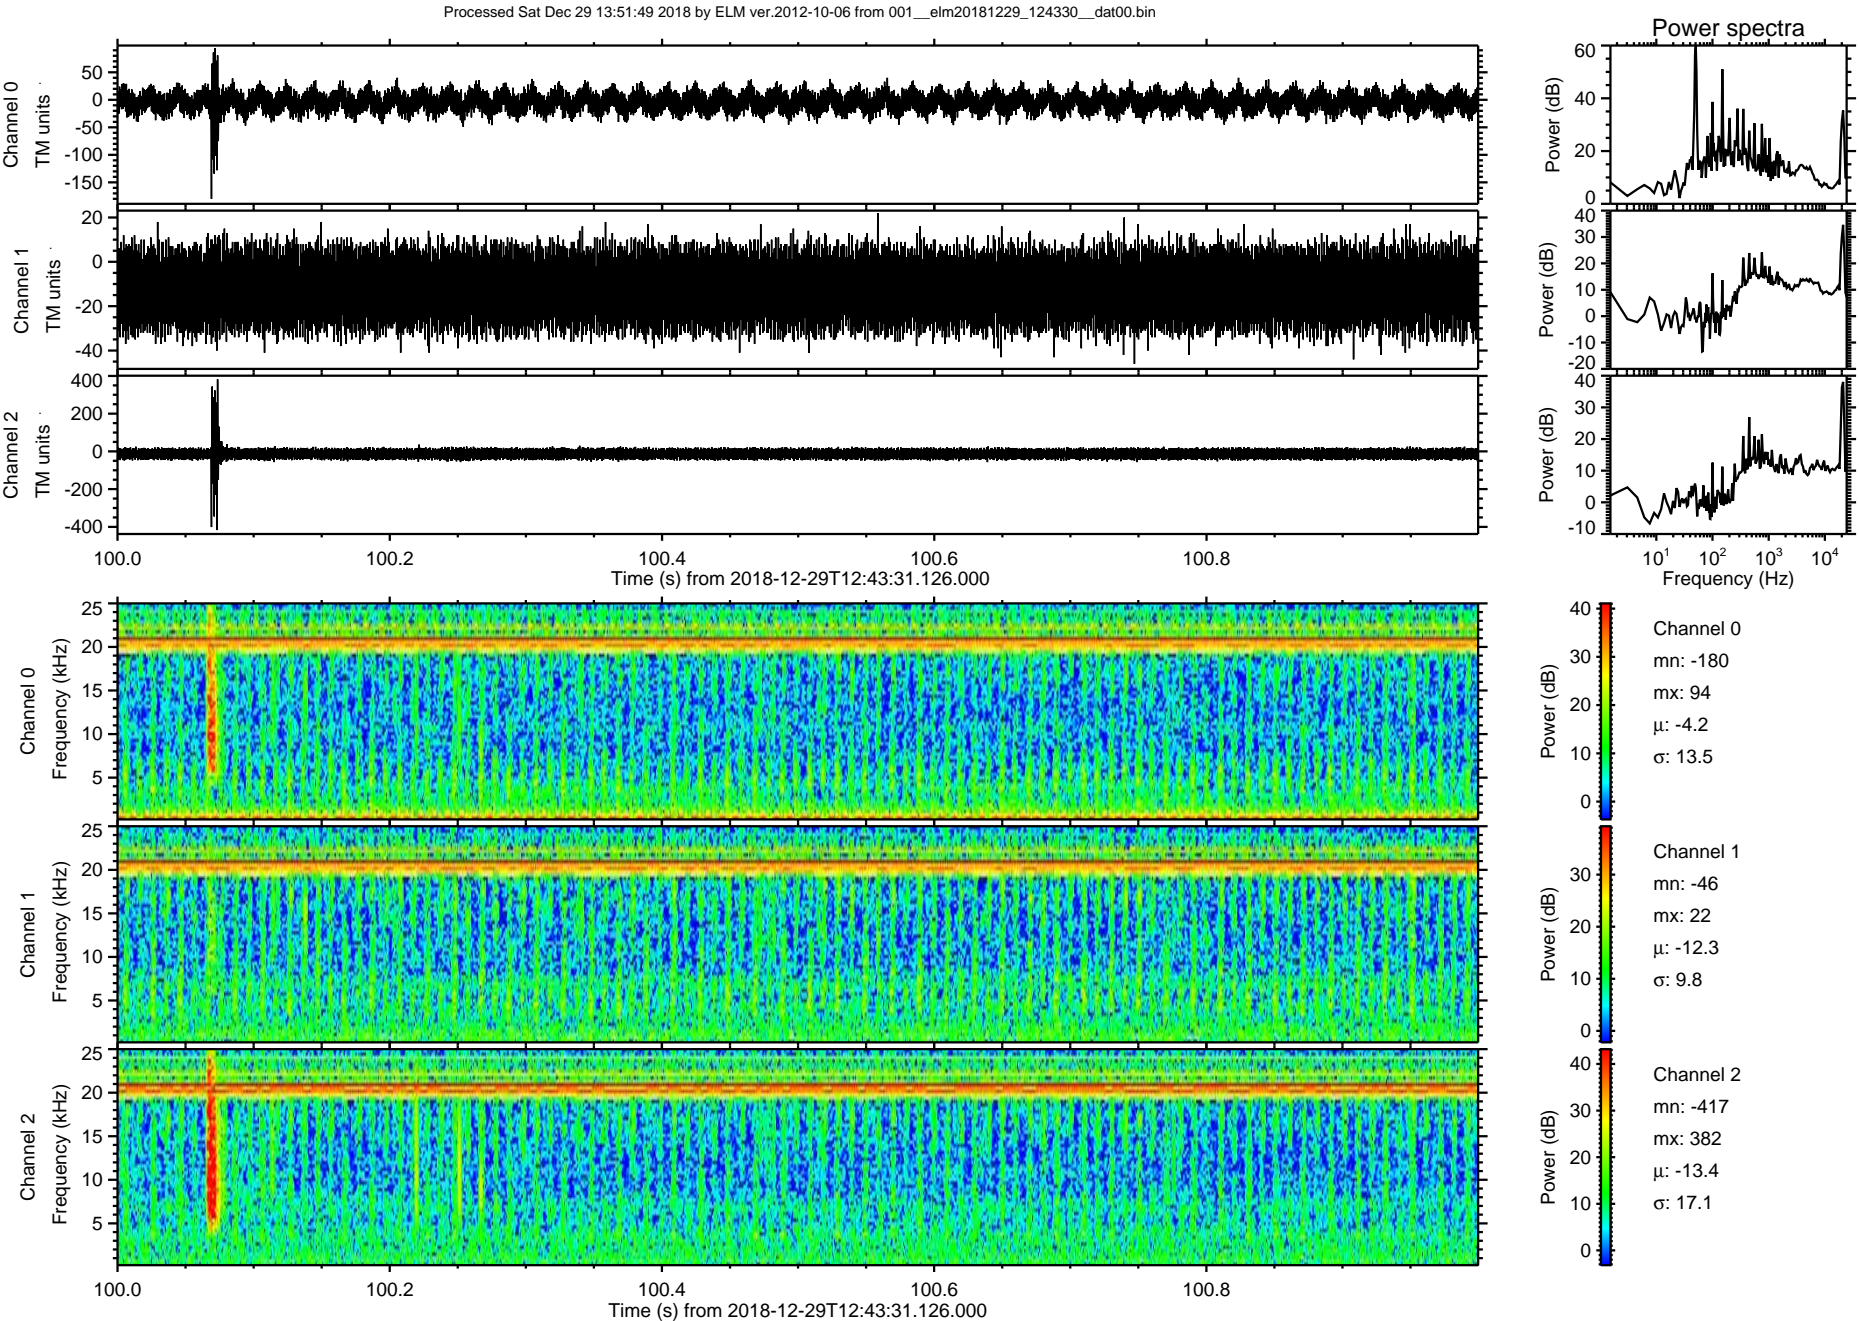 Processed Sat Dec 29 13:51:49 2018 by ELM ver.2012-10-06 from 001__elm20181229_124330__dat00.bin
Power spectra
Channel 0
TM units
50
0
-50
-100
-150
Power (dB)
60
40
20
0
Channel 1
TM units
20
0
-20
-40
Power (dB)
40
30
20
10
0
-10
-20
Channel 2
TM units
400
200
0
-200
-400
Power (dB)
40
30
20
10
0
-10
100.0 100.2 100.4 100.6 100.8
Time (s) from 2018-12-29T12:43:31.126.000
10^1 10^2 10^3 10^4
Frequency (Hz)
Channel 0
Frequency (kHz)
25
20
15
10
5
Power (dB)
40
30
20
10
0
Channel 0
mn: -180
mx: 94
μ: -4.2
σ: 13.5
Channel 1
Frequency (kHz)
25
20
15
10
5
Power (dB)
30
20
10
0
Channel 1
mn: -46
mx: 22
μ: -12.3
σ: 9.8
Channel 2
Frequency (kHz)
25
20
15
10
5
Power (dB)
40
30
20
10
0
Channel 2
mn: -417
mx: 382
μ: -13.4
σ: 17.1
100.0 100.2 100.4 100.6 100.8
Time (s) from 2018-12-29T12:43:31.126.000